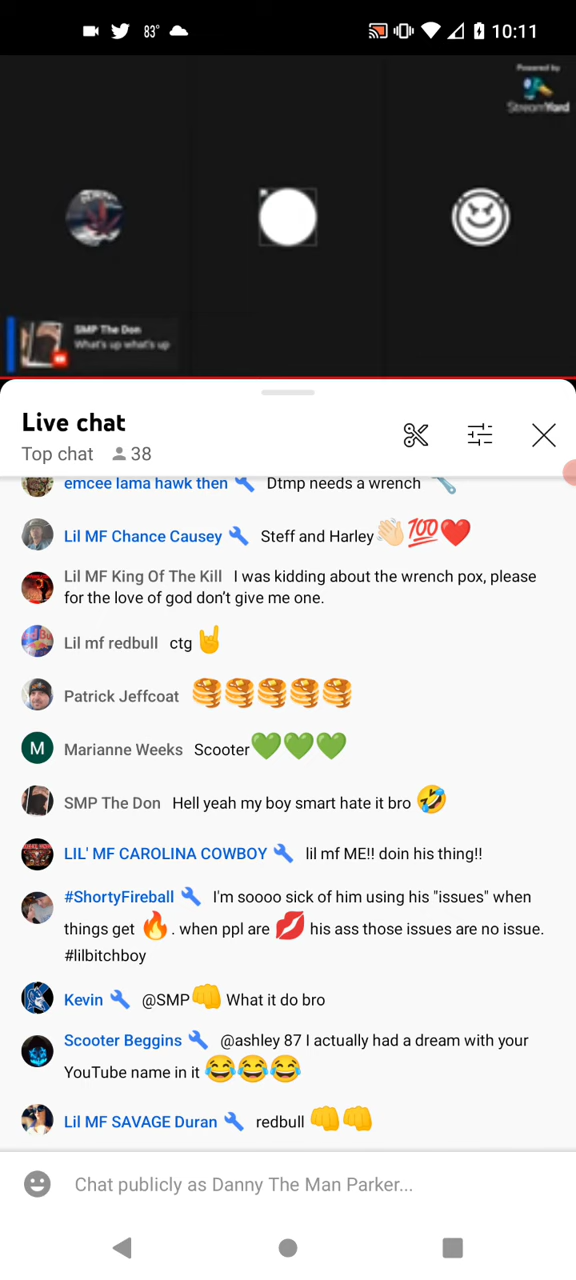 83° 10:11
Powered by
StreamYard
SMP The Don
What's up what's up
Live chat
Top chat 38
emcee lama hawk then 🔧 Dtmp needs a wrench 🔧
Lil MF Chance Causey 🔧 Steff and Harley👏🏻💯❤️
Lil MF King Of The Kill I was kidding about the wrench pox, please
for the love of god don't give me one.
Lil mf redbull ctg 🤘
Patrick Jeffcoat 🥞🥞🥞🥞🥞
M Marianne Weeks Scooter💚💚💚
SMP The Don Hell yeah my boy smart hate it bro 🤣
LIL' MF CAROLINA COWBOY 🔧 lil mf ME!! doin his thing!!
#ShortyFireball 🔧 I'm soooo sick of him using his "issues" when
things get 🔥. when ppl are 💋 his ass those issues are no issue.
#lilbitchboy
Kevin 🔧 @SMP👊 What it do bro
Scooter Beggins 🔧 @ashley 87 I actually had a dream with your
YouTube name in it 😂😂😂
Lil MF SAVAGE Duran 🔧 redbull 👊👊
Chat publicly as Danny The Man Parker...